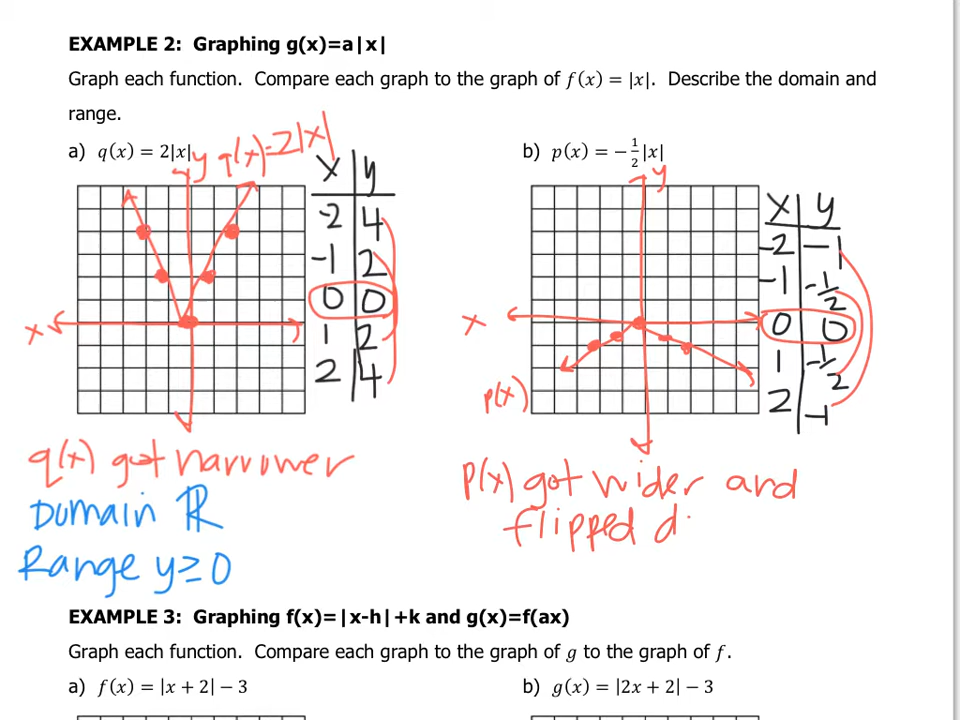 EXAMPLE 2: Graphing g(x)=a|x|
Graph each function. Compare each graph to the graph of f(x) = |x|. Describe the domain and
range.
a) q(x) = 2|x|
y q(x)=2|x|
x y
-2 4
-1 2
0 0
1 2
2 4
x
q(x) got narrower
Domain ℝ
Range y≥0
b) p(x) = -1/2|x|
y
x y
-2 -1
-1 -1/2
0 0
1 -1/2
2 -1
x
p(x)
p(x) got wider and
flipped d
EXAMPLE 3: Graphing f(x)=|x-h|+k and g(x)=f(ax)
Graph each function. Compare each graph to the graph of g to the graph of f.
a) f(x) = |x + 2| − 3
b) g(x) = |2x + 2| − 3